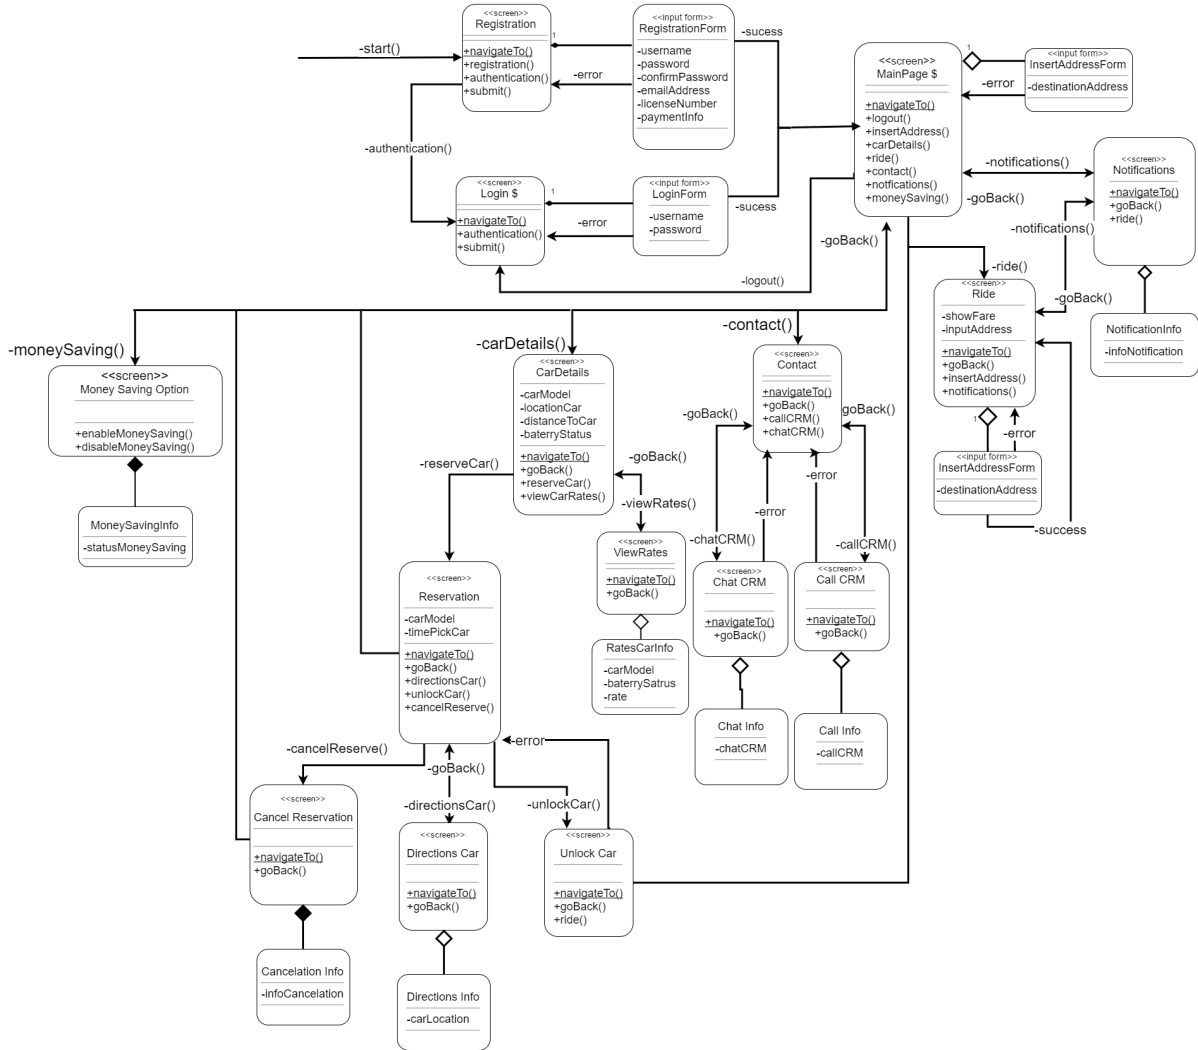 <<screen>>
Registration
+navigateTo()
+registration()
+authentication()
+submit()
-start()
1
<<input form>>
RegistrationForm
-username
-password
-confirmPassword
-emailAddress
-licenseNumber
-paymentInfo
-error
-sucess
-authentication()
<<screen>>
Login $
+navigateTo()
+authentication()
+submit()
1
<<input form>>
LoginForm
-username
-password
-error
-sucess
-logout()
<<screen>>
MainPage $
+navigateTo()
+logout()
+insertAddress()
+carDetails()
+ride()
+contact()
+notfications()
+moneySaving()
1
<<input form>>
InsertAddressForm
-destinationAddress
-error
-notifications()
-goBack()
<<screen>>
Notifications
+navigateTo()
+goBack()
+ride()
-notifications()
-goBack()
NotificationInfo
-infoNotification
-goBack()
-ride()
<<screen>>
Ride
-showFare
-inputAddress
+navigateTo()
+goBack()
+insertAddress()
+notifications()
1
-error
<<input form>>
InsertAddressForm
-destinationAddress
-success
-moneySaving()
<<screen>>
Money Saving Option
+enableMoneySaving()
+disableMoneySaving()
MoneySavingInfo
-statusMoneySaving
-carDetails()
<<screen>>
CarDetails
-carModel
-locationCar
-distanceToCar
-baterryStatus
+navigateTo()
+goBack()
+reserveCar()
+viewCarRates()
-reserveCar()
-goBack()
-viewRates()
<<screen>>
ViewRates
+navigateTo()
+goBack()
RatesCarInfo
-carModel
-baterrySatrus
-rate
-contact()
<<screen>>
Contact
+navigateTo()
+goBack()
+callCRM()
+chatCRM()
-goBack()
goBack()
-error
-error
-chatCRM()
-callCRM()
<<screen>>
Chat CRM
+navigateTo()
+goBack()
Chat Info
-chatCRM
<<screen>>
Call CRM
+navigateTo()
+goBack()
Call Info
-callCRM
<<screen>>
Reservation
-carModel
-timePickCar
+navigateTo()
+goBack()
+directionsCar()
+unlockCar()
+cancelReserve()
-cancelReserve()
-goBack()
-directionsCar()
-error
-unlockCar()
<<screen>>
Cancel Reservation
+navigateTo()
+goBack()
Cancelation Info
-infoCancelation
<<screen>>
Directions Car
+navigateTo()
+goBack()
Directions Info
-carLocation
<<screen>>
Unlock Car
+navigateTo()
+goBack()
+ride()